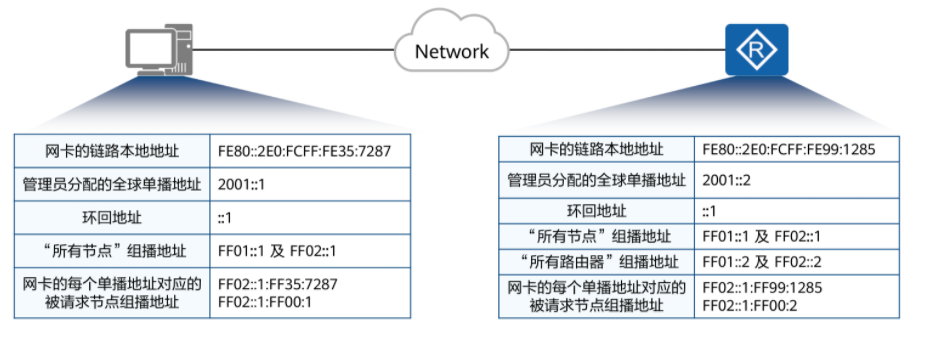 Network
R
网卡的链路本地地址 FE80::2E0:FCFF:FE35:7287
管理员分配的全球单播地址 2001::1
环回地址 ::1
“所有节点”组播地址 FF01::1 及 FF02::1
网卡的每个单播地址对应的 FF02::1:FF35:7287
被请求节点组播地址 FF02::1:FF00:1
网卡的链路本地地址 FE80::2E0:FCFF:FE99:1285
管理员分配的全球单播地址 2001::2
环回地址 ::1
“所有节点”组播地址 FF01::1 及 FF02::1
“所有路由器”组播地址 FF01::2 及 FF02::2
网卡的每个单播地址对应的 FF02::1:FF99:1285
被请求节点组播地址 FF02::1:FF00:2